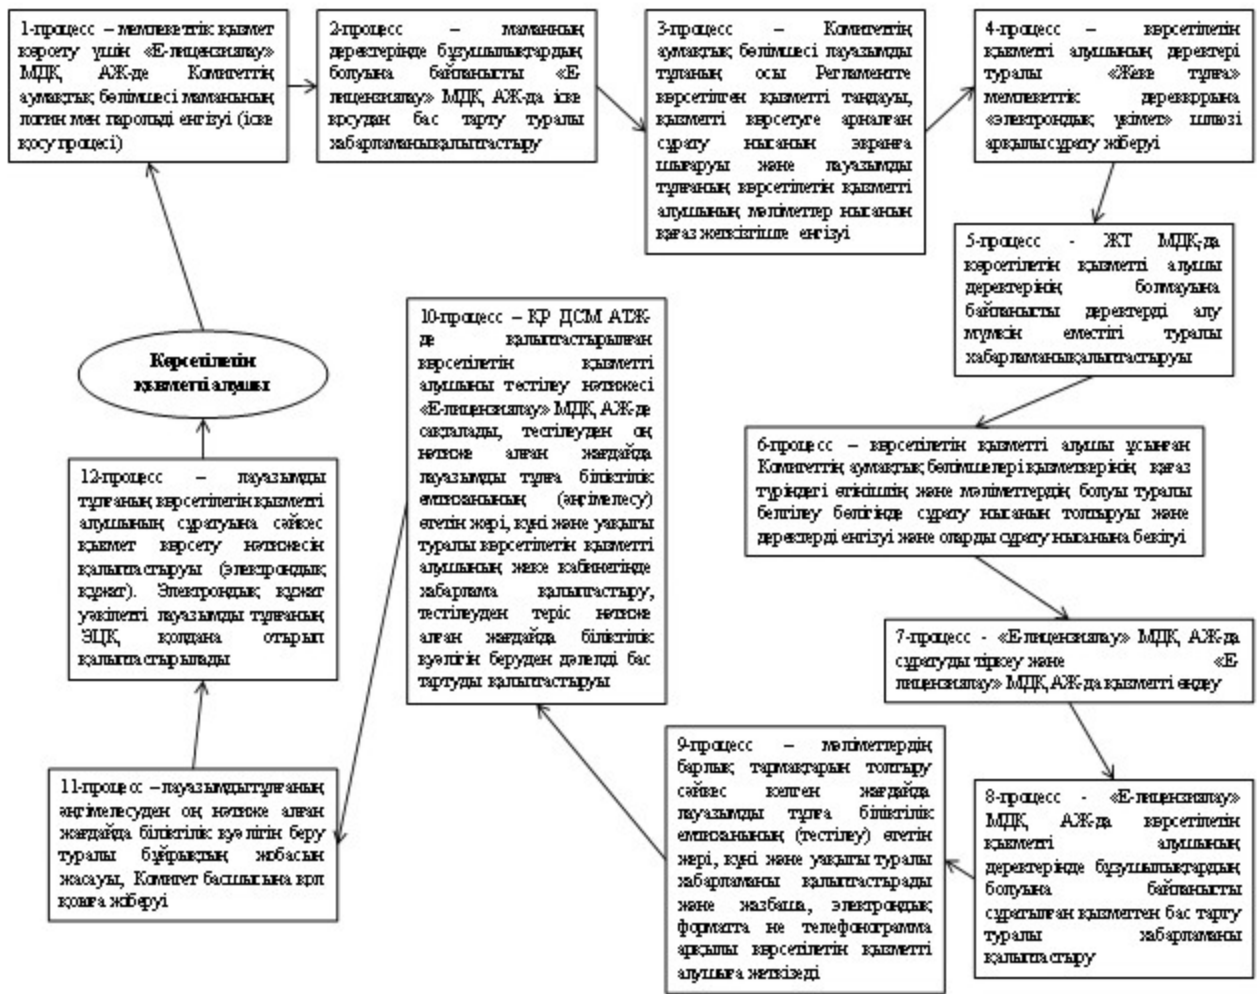 1-процесс – мемлекеттік қызмет
көрсету үшін «Е-лицензиялау»
МДҚ АЖ-де Комитеттің
аумақтық бөлімшесі маманының
логин мен парольді енгізуі (іске
қосу процесі)
2-процесс – маманның
деректерінде бұзушылықтардың
болуына байланысты «Е
лицензиялау» МДҚ АЖ-да іске
қосудан бас тарту туралы
хабарламаны қалыптастыру
3-процесс – Комитеттің
аумақтық бөлімшесі лауазымды
тұлғаның осы Регламентте
көрсетілген қызметті таңдауы,
қызметті көрсетуге арналған
сұрату нысанын экранға
шығаруы және лауазымды
тұлғаның көрсетілетін қызметті
алушының мәліметтер нысанын
қағаз жеткізгішпе енгізуі
4-процесс – көрсетілетін
қызметті алушының деректері
туралы «Жеке тұлға»
мемлекеттік дерекқорына
«электрондық үкімет» шлюзі
арқылы сұрату жіберуі
5-процесс - ЖТ МДҚ-да
көрсетілетін қызметті алушы
деректерінің болмауына
байланысты деректерді алу
мүмкін еместігі туралы
хабарламаны қалыптастыруы
Көрсетілетін
қызметті алушы
10-процесс – ҚР ДСМ АТЖ-
де қалыптастырылған
көрсетілетін қызметті
алушыны тестілеу нәтижесі
«Е-лицензиялау» МДҚ АЖ-де
сақталады, тестілеуден оң
нәтиже алған жағдайда
лауазымды тұлға біліктілік
емтиханының (әңгімелесу)
өтетін жері, күні және уақыты
туралы көрсетілетін қызметті
алушының жеке кабинетінде
хабарлама қалыптастыру,
тестілеуден теріс нәтиже
алған жағдайда біліктілік
куәлігін беруден дәлелді бас
тартуды қалыптастыруы
6-процесс – көрсетілетін қызметті алушы ұсынған
Комитеттің аумақтық бөлімшелері қызметкерінің қағаз
түріндегі өтініштің және мәліметтердің болуы туралы
белгілеу бөлігінде сұрату нысанын толтыруы және
деректерді енгізуі және оларды сұрату нысанына бекітуі
12-процесс – лауазымды
тұлғаның көрсетілетін қызметті
алушының сұратуына сәйкес
қызмет көрсету нәтижесін
қалыптастыруы (электрондық
құжат). Электрондық құжат
уәкілетті лауазымды тұлғаның
ЭЦҚ қолдана отырып
қалыптастырылады
7-процесс - «Е-лицензиялау» МДҚ АЖ-да
сұратуды тіркеу және «Е
лицензиялау» МДҚ АЖ-да қызметті өңдеу
11-процесс – лауазымды тұлғаның
әңгімелесуден оң нәтиже алған
жағдайда біліктілік куәлігін беру
туралы бұйрықтың жобасын
жасауы, Комитет басшысына қол
қоюға жіберуі
9-процесс – мәліметтердің
барлық тармақтарын толтыру
сәйкес келген жағдайда
лауазымды тұлға біліктілік
емтиханының (тестілеу) өтетін
жері, күні және уақыты туралы
хабарламаны қалыптастырады
және жазбаша, электрондық
форматта не телефонограмма
арқылы көрсетілетін қызметті
алушыға жеткізеді
8-процесс - «Е-лицензиялау»
МДҚ АЖ-да көрсетілетін
қызметті алушының
деректерінде бұзушылықтардың
болуына байланысты
сұратылған қызметтен бас тарту
туралы хабарламаны
қалыптастыру